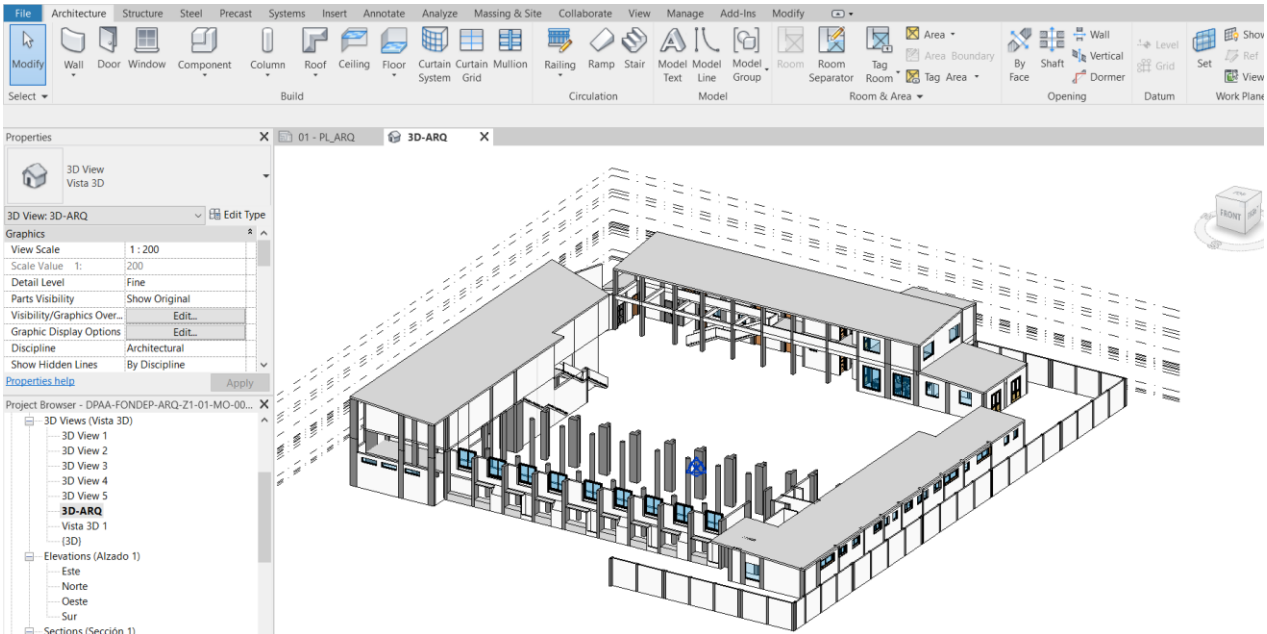 File Architecture Structure Steel Precast Systems Insert Annotate Analyze Massing & Site Collaborate View Manage Add-Ins Modify
Modify Wall Door Window Component Column Roof Ceiling Floor Curtain System Curtain Grid Mullion Railing Ramp Stair Model Text Model Line Model Group Room Room Separator Tag Room
Area
Area Boundary
Tag Area
By Face Shaft
Wall
Vertical
Dormer
Level
Grid
Set
Show
Ref
View
Select Build Circulation Model Room & Area Opening Datum Work Plane
Properties X
01 - PL_ARQ 3D-ARQ X
3D View
Vista 3D
3D View: 3D-ARQ Edit Type
Graphics
View Scale 1 : 200
Scale Value 1: 200
Detail Level Fine
Parts Visibility Show Original
Visibility/Graphics Over... Edit...
Graphic Display Options Edit...
Discipline Architectural
Show Hidden Lines By Discipline
Properties help Apply
Project Browser - DPAA-FONDEP-ARQ-Z1-01-MO-00... X
3D Views (Vista 3D)
3D View 1
3D View 2
3D View 3
3D View 4
3D View 5
3D-ARQ
Vista 3D 1
{3D}
Elevations (Alzado 1)
Este
Norte
Oeste
Sur
Sections (Sección 1)
FRONT